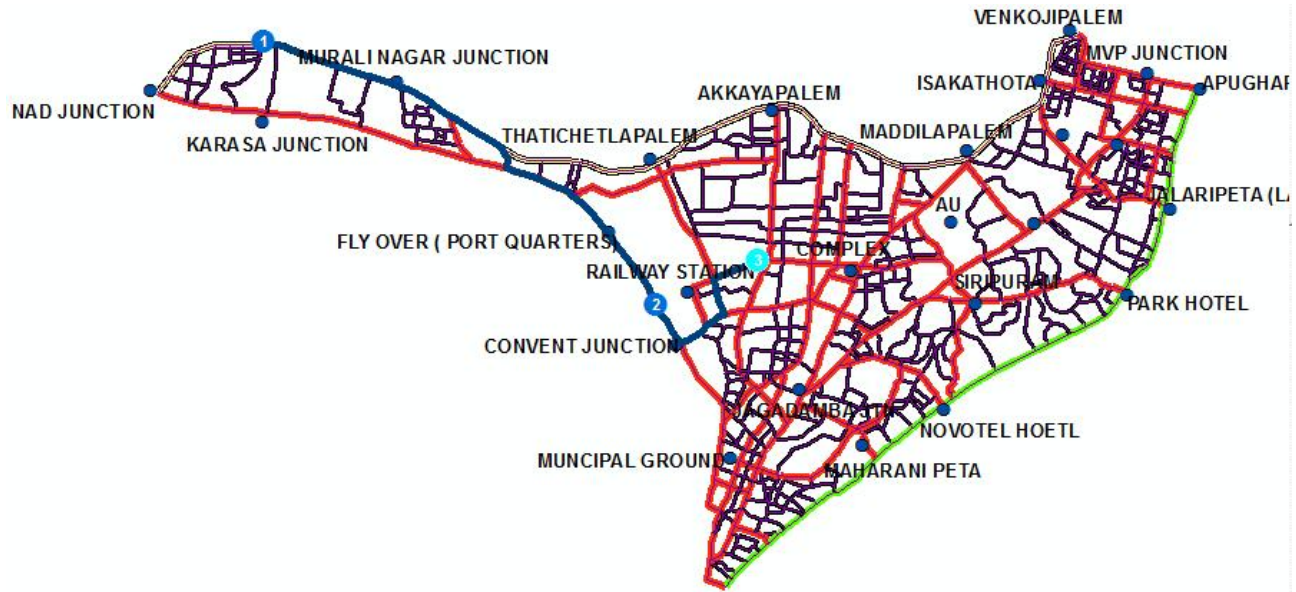 VENKOJIPALEM
1
MURALI NAGAR JUNCTION
MVP JUNCTION
ISAKATHOTA
APUGHAR
NAD JUNCTION
AKKAYAPALEM
KARASA JUNCTION
THATICHETLAPALEM
MADDILAPALEM
JALARIPETA (LA
AU
FLY OVER ( PORT QUARTERS)
COMPLEX
3
RAILWAY STATION
SIRIPURAM
2
PARK HOTEL
CONVENT JUNCTION
JAGADAMBA JTN
NOVOTEL HOETL
MUNCIPAL GROUND
MAHARANI PETA